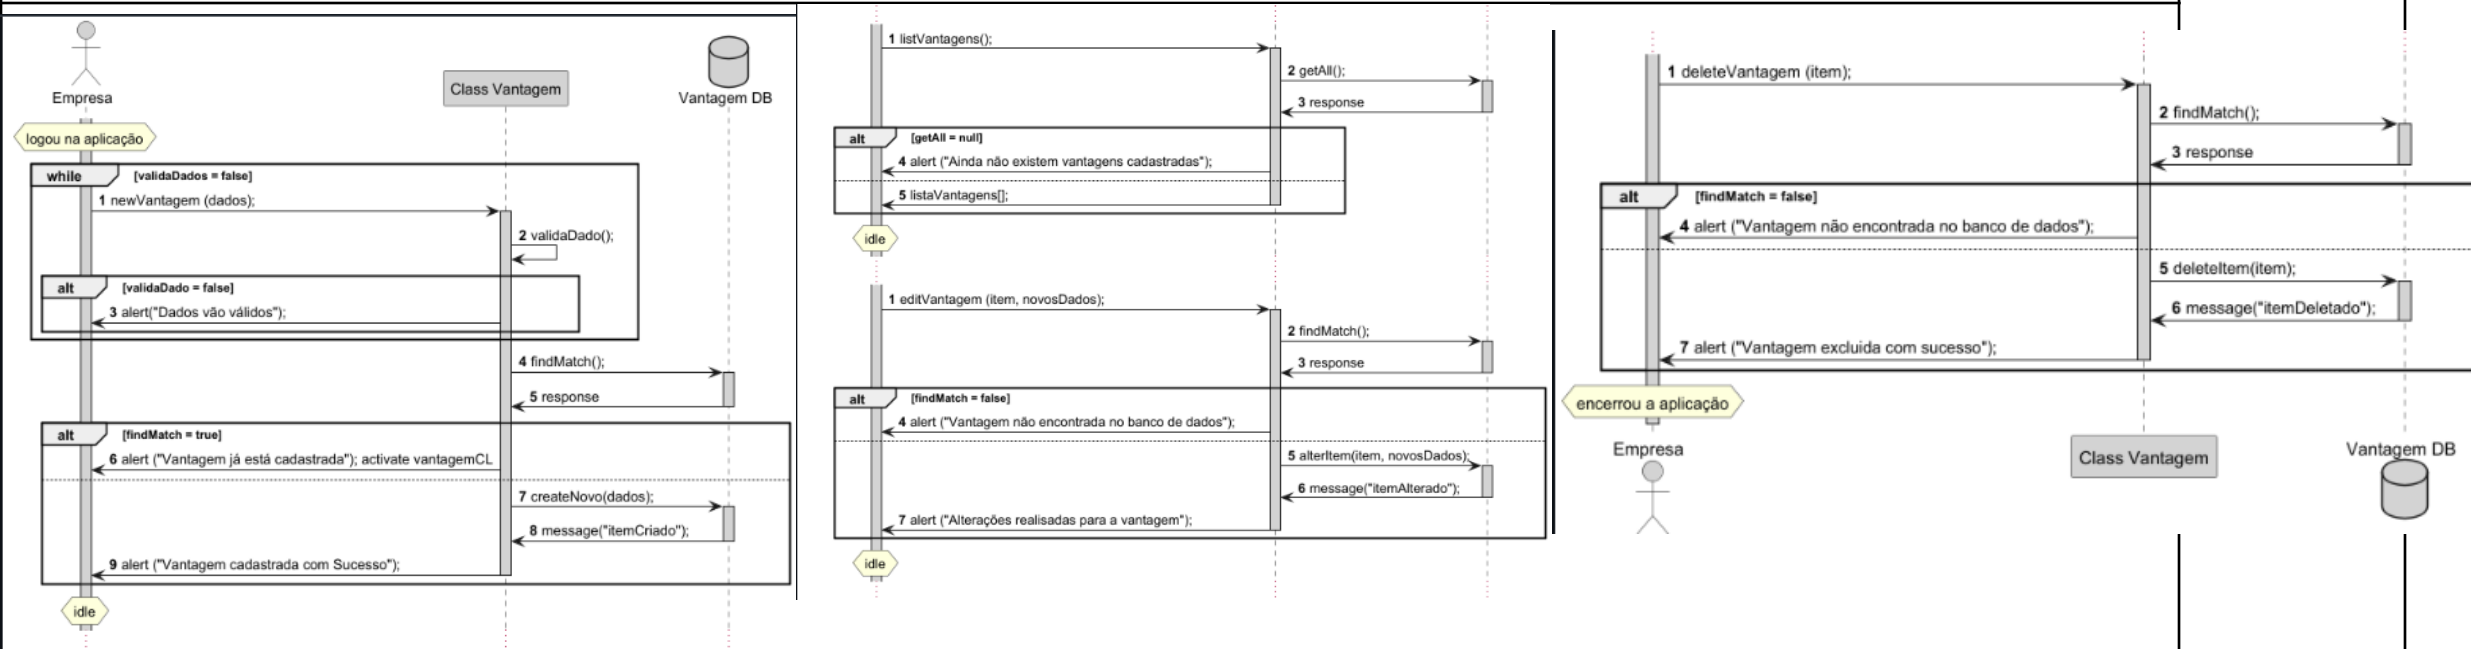 Empresa
Class Vantagem
Vantagem DB
logou na aplicação
while [validaDados = false]
1 newVantagem (dados);
2 validaDado();
alt [validaDado = false]
3 alert("Dados vão válidos");
4 findMatch();
5 response
alt [findMatch = true]
6 alert ("Vantagem já está cadastrada"); activate vantagemCL
7 createNovo(dados);
8 message("itemCriado");
9 alert ("Vantagem cadastrada com Sucesso");
idle
1 listVantagens();
2 getAll();
3 response
alt [getAll = null]
4 alert ("Ainda não existem vantagens cadastradas");
5 listaVantagens[];
idle
1 editVantagem (item, novosDados);
2 findMatch();
3 response
alt [findMatch = false]
4 alert ("Vantagem não encontrada no banco de dados");
5 alterItem(item, novosDados);
6 message("itemAlterado");
7 alert ("Alterações realisadas para a vantagem");
idle
1 deleteVantagem (item);
2 findMatch();
3 response
alt [findMatch = false]
4 alert ("Vantagem não encontrada no banco de dados");
5 deleteItem(item);
6 message("itemDeletado");
7 alert ("Vantagem excluida com sucesso");
encerrou a aplicação
Empresa
Class Vantagem
Vantagem DB